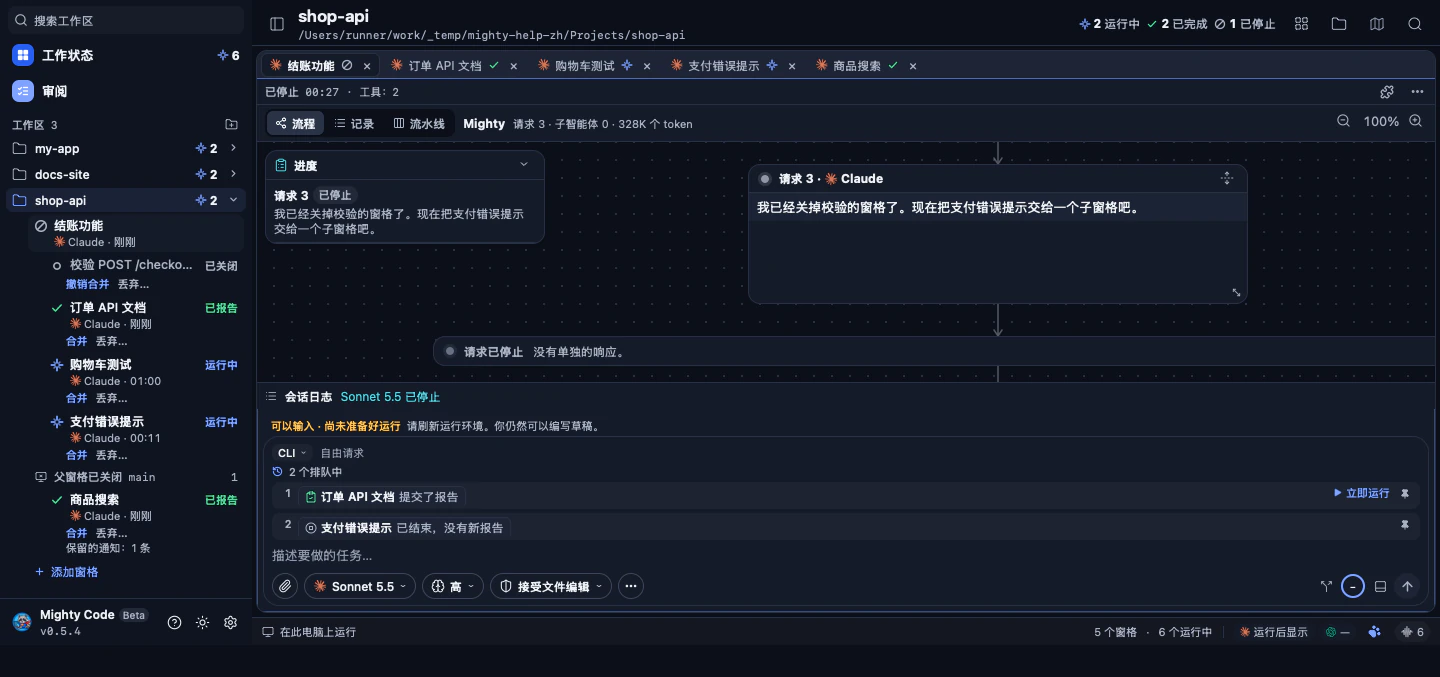 搜索工作区
工作状态
6
审阅
工作区 3
my-app
2
docs-site
2
shop-api
2
结账功能
Claude · 刚刚
校验 POST /checko...
已关闭
撤销合并 丢弃...
订单 API 文档
已报告
Claude · 刚刚
合并 丢弃...
购物车测试
运行中
Claude · 01:00
合并 丢弃...
支付错误提示
运行中
Claude · 00:11
合并 丢弃...
父窗格已关闭 main
1
商品搜索
已报告
Claude · 刚刚
合并 丢弃...
保留的通知：1 条
+ 添加窗格
Mighty Code Beta
v0.5.4
shop-api
/Users/runner/work/_temp/mighty-help-zh/Projects/shop-api
2 运行中 2 已完成 1 已停止
结账功能
订单 API 文档
购物车测试
支付错误提示
商品搜索
已停止 00:27 · 工具：2
流程
记录
流水线
Mighty 请求 3 · 子智能体 0 · 328K 个 token
100%
进度
请求 3 已停止
我已经关掉校验的窗格了。现在把支付错误提示
交给一个子窗格吧。
请求 3 · Claude
我已经关掉校验的窗格了。现在把支付错误提示交给一个子窗格吧。
请求已停止 没有单独的响应。
会话日志 Sonnet 5.5 已停止
可以输入 · 尚未准备好运行 请刷新运行环境。你仍然可以编写草稿。
CLI 自由请求
2 个排队中
1 订单 API 文档 提交了报告
立即运行
2 支付错误提示 已结束，没有新报告
描述要做的任务...
Sonnet 5.5
高
接受文件编辑
在此电脑上运行
5 个窗格 · 6 个运行中
运行后显示
—
6